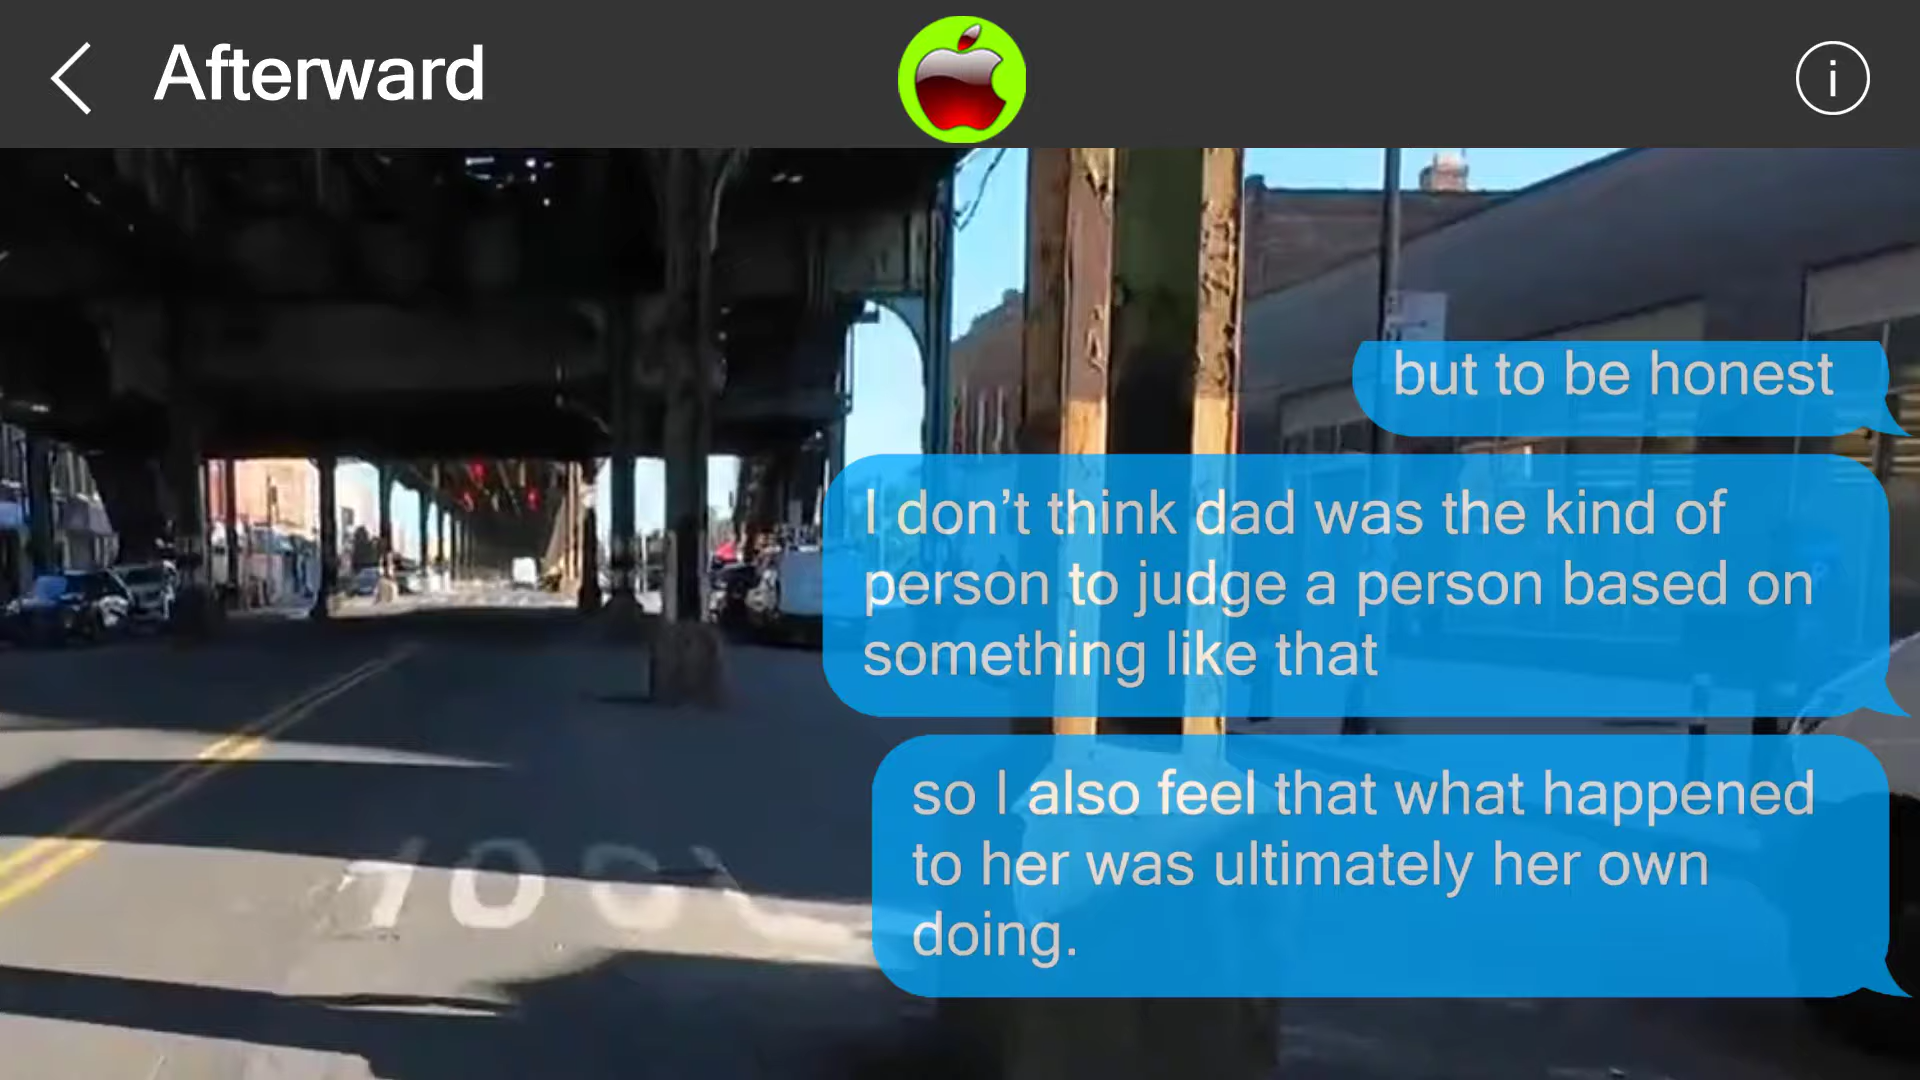 Afterward
but to be honest
I don’t think dad was the kind of
person to judge a person based on
something like that
so I also feel that what happened
to her was ultimately her own
doing.